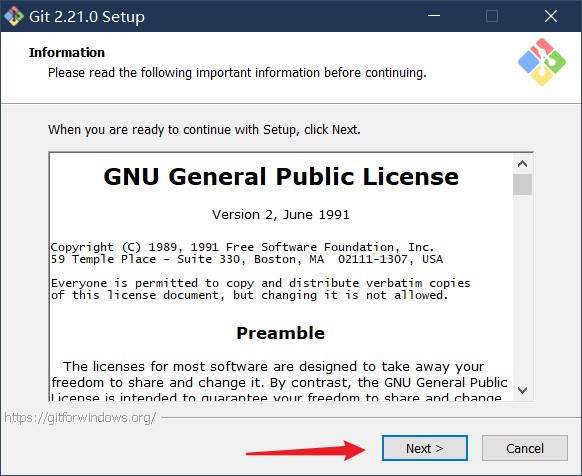 Git 2.21.0 Setup
Information
Please read the following important information before continuing.
When you are ready to continue with Setup, click Next.
GNU General Public License
Version 2, June 1991
Copyright (C) 1989, 1991 Free Software Foundation, Inc.
59 Temple Place - Suite 330, Boston, MA  02111-1307, USA
Everyone is permitted to copy and distribute verbatim copies
of this license document, but changing it is not allowed.
Preamble
The licenses for most software are designed to take away your
freedom to share and change it. By contrast, the GNU General Public
License is intended to guarantee your freedom to share and change
https://gitforwindows.org/
Next >
Cancel